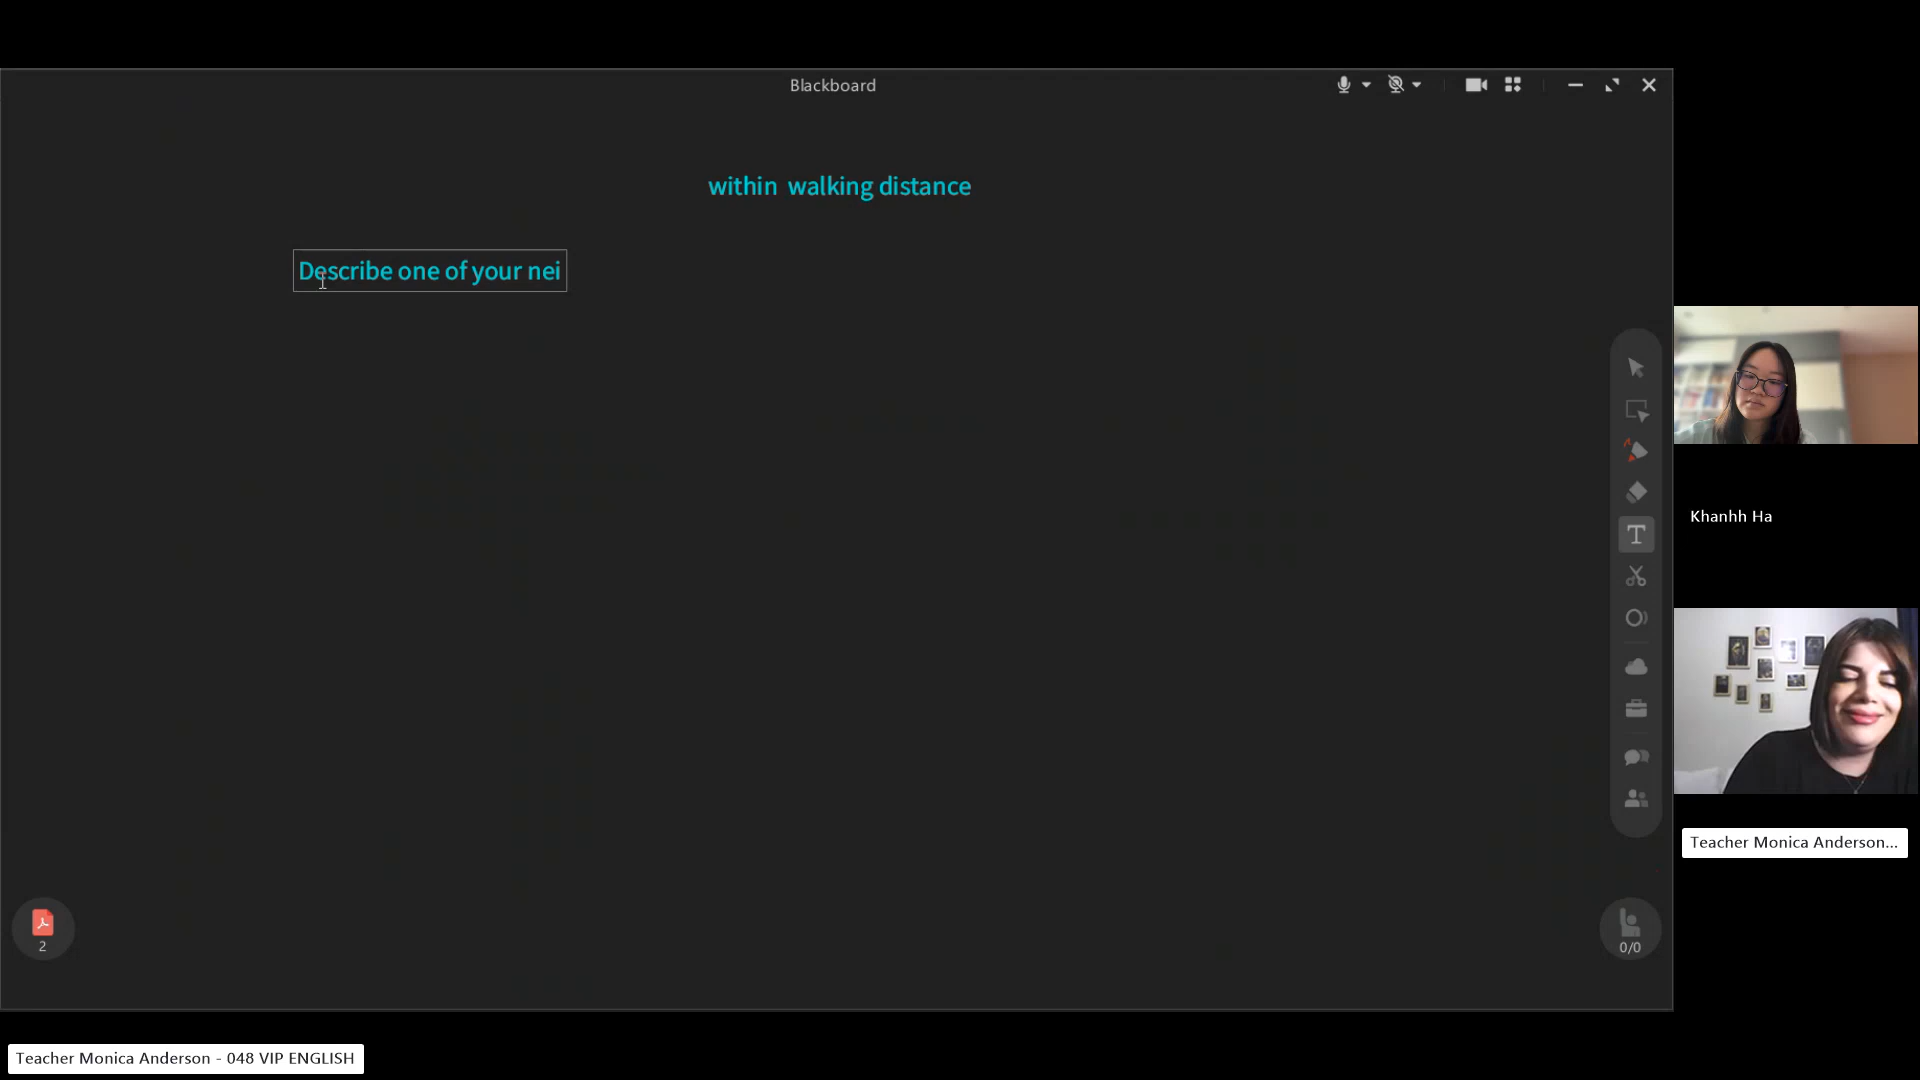 Blackboard
within walking distance
Describe one of your nei
Khanhh Ha
Teacher Monica Anderson...
2
0/0
Teacher Monica Anderson - 048 VIP ENGLISH